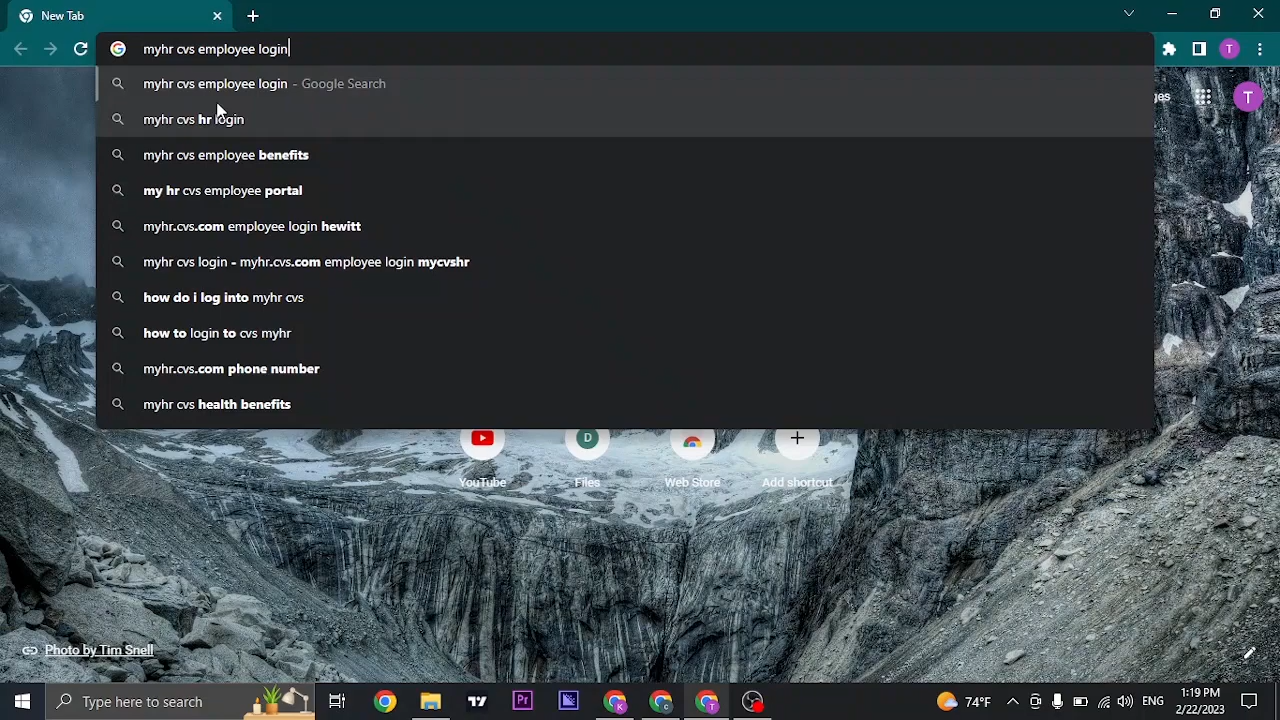 New Tab
myhr cvs employee login
T
myhr cvs employee login - Google Search
ges
T
myhr cvs hr login
myhr cvs employee benefits
my hr cvs employee portal
myhr.cvs.com employee login hewitt
myhr cvs login - myhr.cvs.com employee login mycvshr
how do i log into myhr cvs
how to login to cvs myhr
myhr.cvs.com phone number
myhr cvs health benefits
D
YouTube
Files
Web Store
Add shortcut
Photo by Tim Snell
Type here to search
Pr
K
C
T
74°F
ENG
1:19 PM
2/22/2023